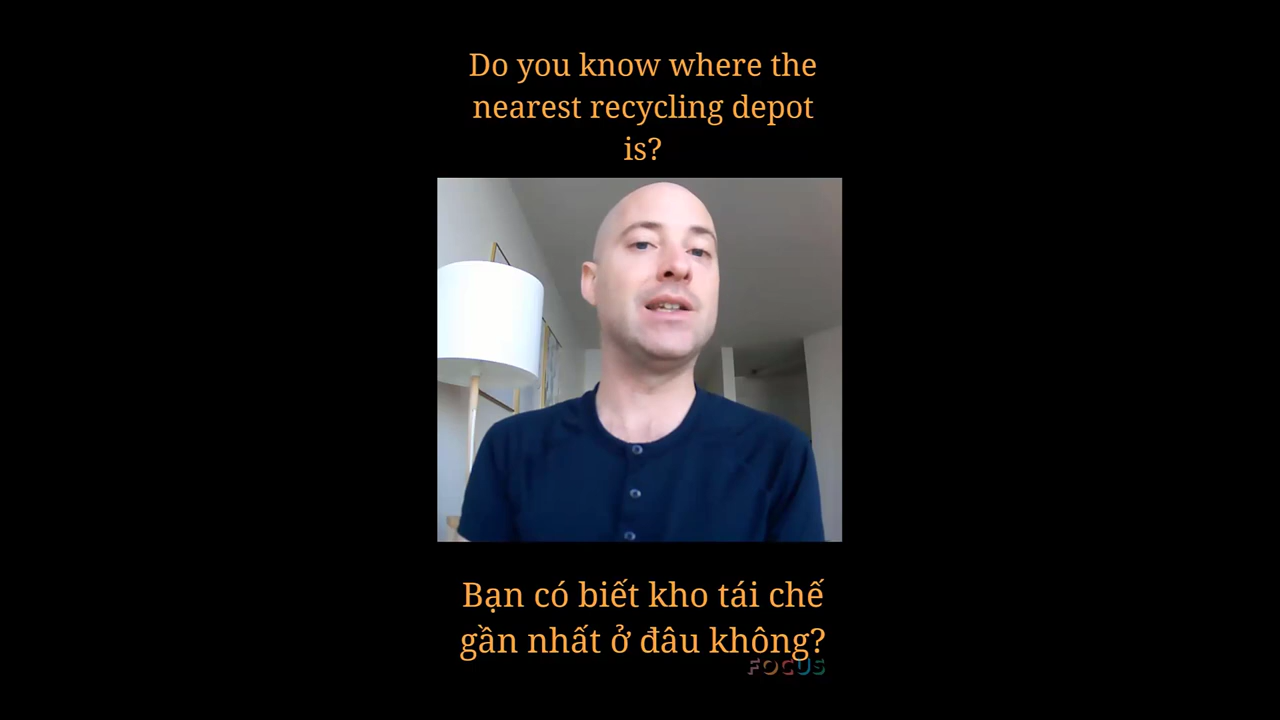 Do you know where the
nearest recycling depot
is?
Bạn có biết kho tái chế
gần nhất ở đâu không?
FOCUS